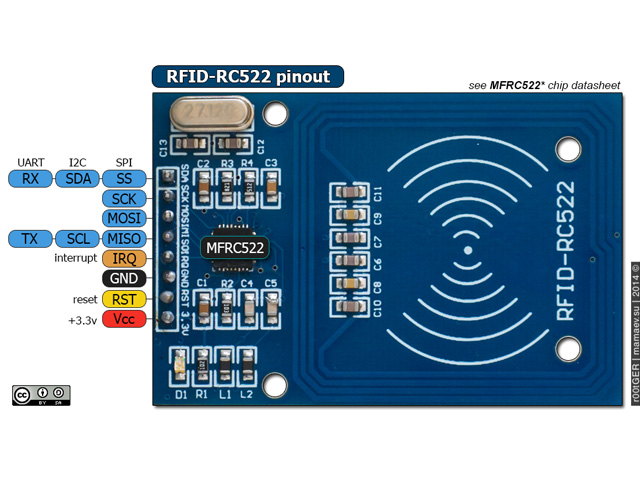 RFID-RC522 pinout
see MFRC522* chip datasheet
27.12
C13
C12
UART I2C SPI
RX SDA SS
SCK
MOSI
TX SCL MISO
interrupt IRQ
GND
reset RST
+3.3v Vcc
C2 R3 R4 C3
SDA SCK MOSI MISO IRQ GND RST 3.3V
MFRC522
C1 R2 C4 C5
D1 R1 L1 L2
C11
C9
C7
C6
C8
C10
RFID-RC522
r00tGER | mamaev.su | 2014 ©
cc BY SA